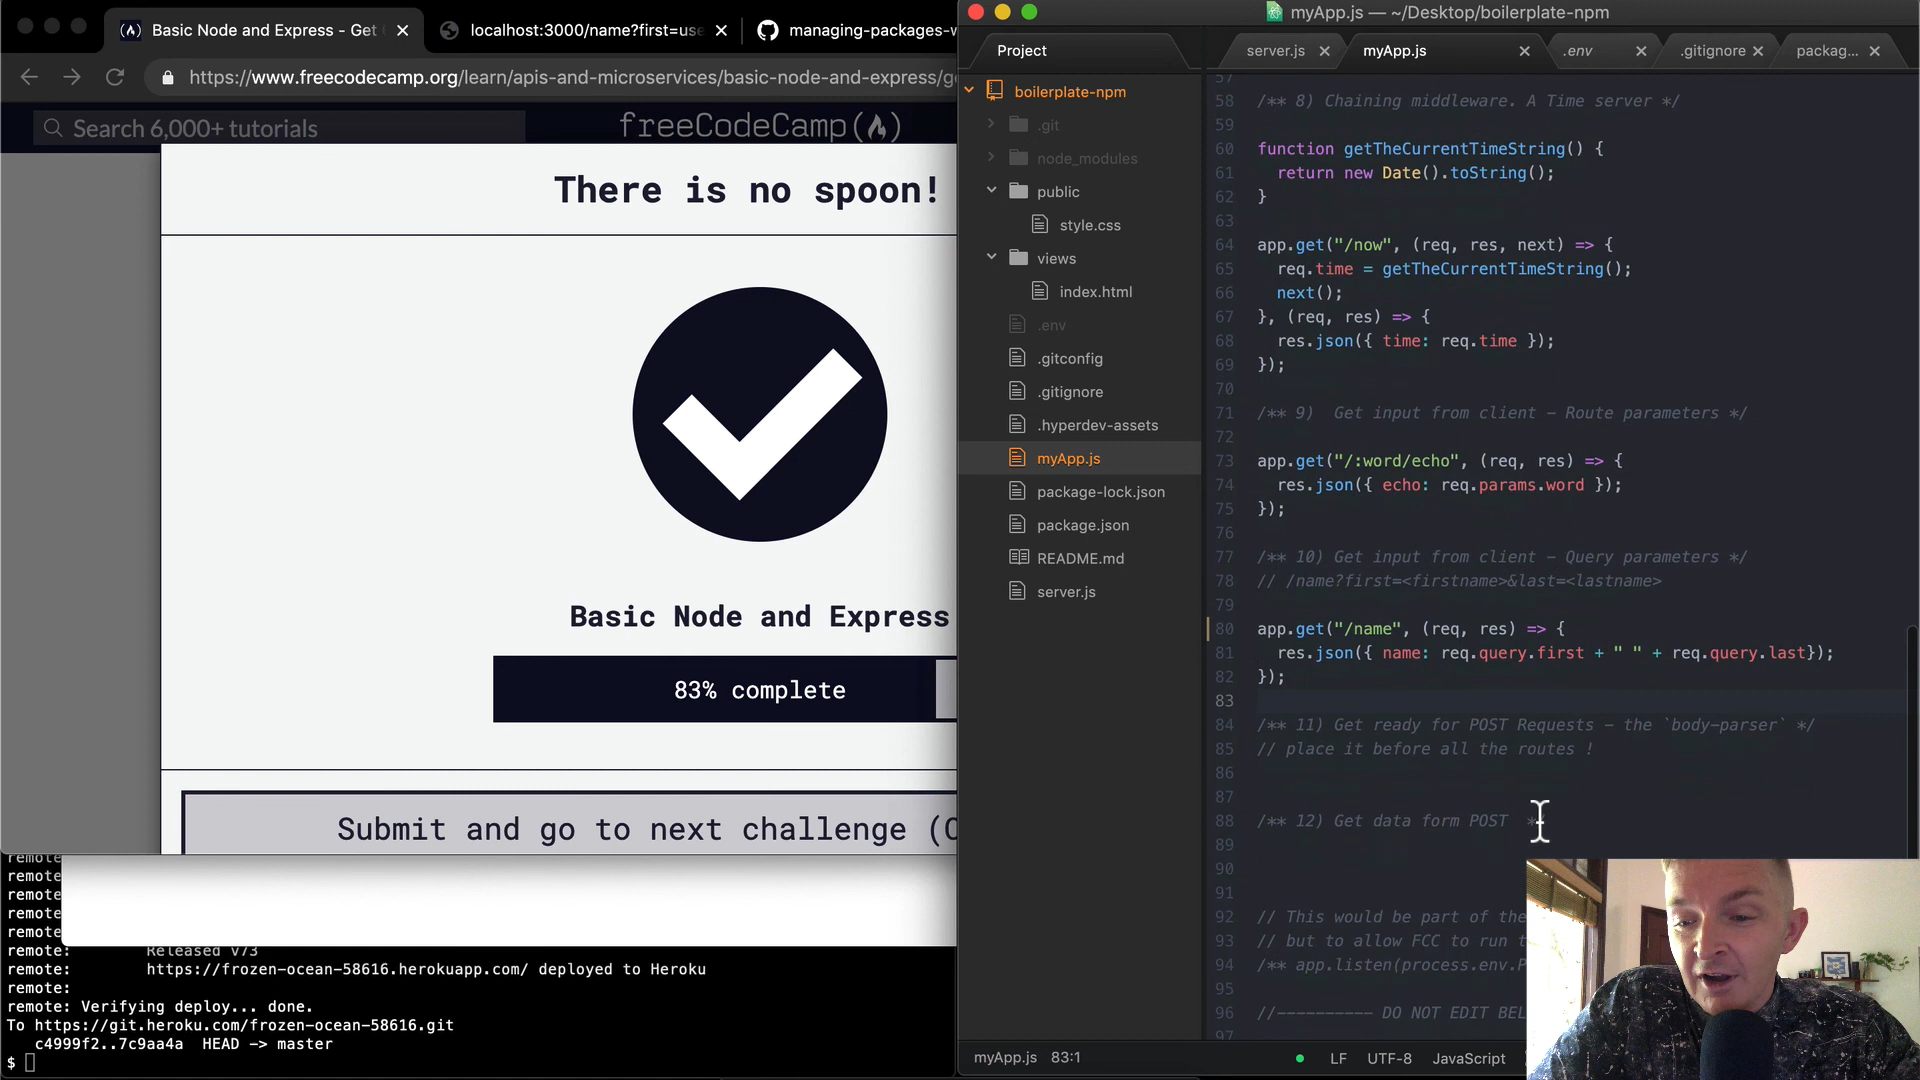 Basic Node and Express - Get
localhost:3000/name?first=use
managing-packages-w
https://www.freecodecamp.org/learn/apis-and-microservices/basic-node-and-express/ge
Search 6,000+ tutorials
freeCodeCamp
There is no spoon!
Basic Node and Express
83% complete
Submit and go to next challenge (C
remote
remote
remote
remote
remote
remote: Released v73
remote: https://frozen-ocean-58616.herokuapp.com/ deployed to Heroku
remote:
remote: Verifying deploy... done.
To https://git.heroku.com/frozen-ocean-58616.git
c4999f2..7c9aa4a HEAD -> master
$
myApp.js — ~/Desktop/boilerplate-npm
Project
server.js
myApp.js
.env
.gitignore
packag...
boilerplate-npm
.git
node_modules
public
style.css
views
index.html
.env
.gitconfig
.gitignore
.hyperdev-assets
myApp.js
package-lock.json
package.json
README.md
server.js
57
58 /** 8) Chaining middleware. A Time server */
59
60 function getTheCurrentTimeString() {
61 return new Date().toString();
62 }
63
64 app.get("/now", (req, res, next) => {
65 req.time = getTheCurrentTimeString();
66 next();
67 }, (req, res) => {
68 res.json({ time: req.time });
69 });
70
71 /** 9)  Get input from client - Route parameters */
72
73 app.get("/:word/echo", (req, res) => {
74 res.json({ echo: req.params.word });
75 });
76
77 /** 10) Get input from client - Query parameters */
78 // /name?first=<firstname>&last=<lastname>
79
80 app.get("/name", (req, res) => {
81 res.json({ name: req.query.first + " " + req.query.last});
82 });
83
84 /** 11) Get ready for POST Requests - the `body-parser` */
85 // place it before all the routes !
86
87
88 /** 12) Get data form POST  */
89
90
91
92 // This would be part of the
93 // but to allow FCC to run t
94 /** app.listen(process.env.P
95
96 //---------- DO NOT EDIT BEL
97
myApp.js 83:1
LF UTF-8 JavaScript